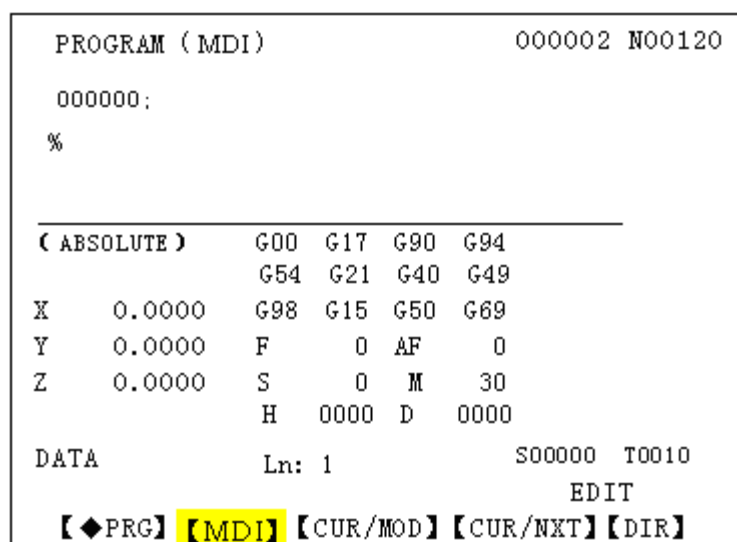 PROGRAM (MDI) 000002 N00120
000000;
%
(ABSOLUTE) G00 G17 G90 G94
G54 G21 G40 G49
X 0.0000 G98 G15 G50 G69
Y 0.0000 F 0 AF 0
Z 0.0000 S 0 M 30
H 0000 D 0000
DATA Ln: 1 S00000 T0010
EDIT
【◆PRG】【MDI】【CUR/MOD】【CUR/NXT】【DIR】